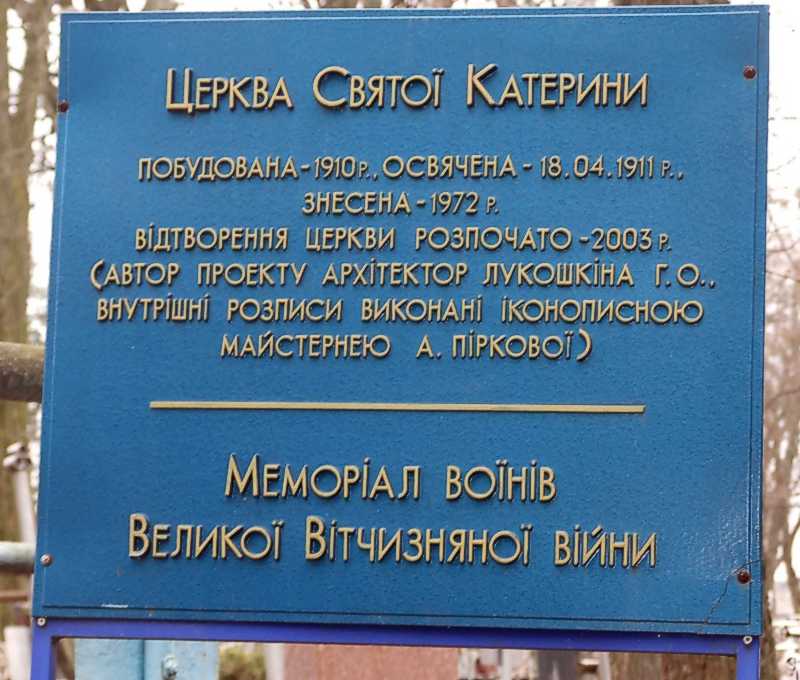 Церква Святої Катерини
ПОБУДОВАНА-1910р., ОСВЯЧЕНА-18.04.1911 р.,
ЗНЕСЕНА-1972 р.
ВІДТВОРЕННЯ ЦЕРКВИ РОЗПОЧАТО-2003 р.
(АВТОР ПРОЕКТУ АРХІТЕКТОР ЛУКОШКІНА Г.О.,
ВНУТРІШНІ РОЗПИСИ ВИКОНАНІ ІКОНОПИСНОЮ
МАЙСТЕРНЕЮ А. ПІРКОВОЇ)
Меморіал воїнів
Великої Вітчизняної війни